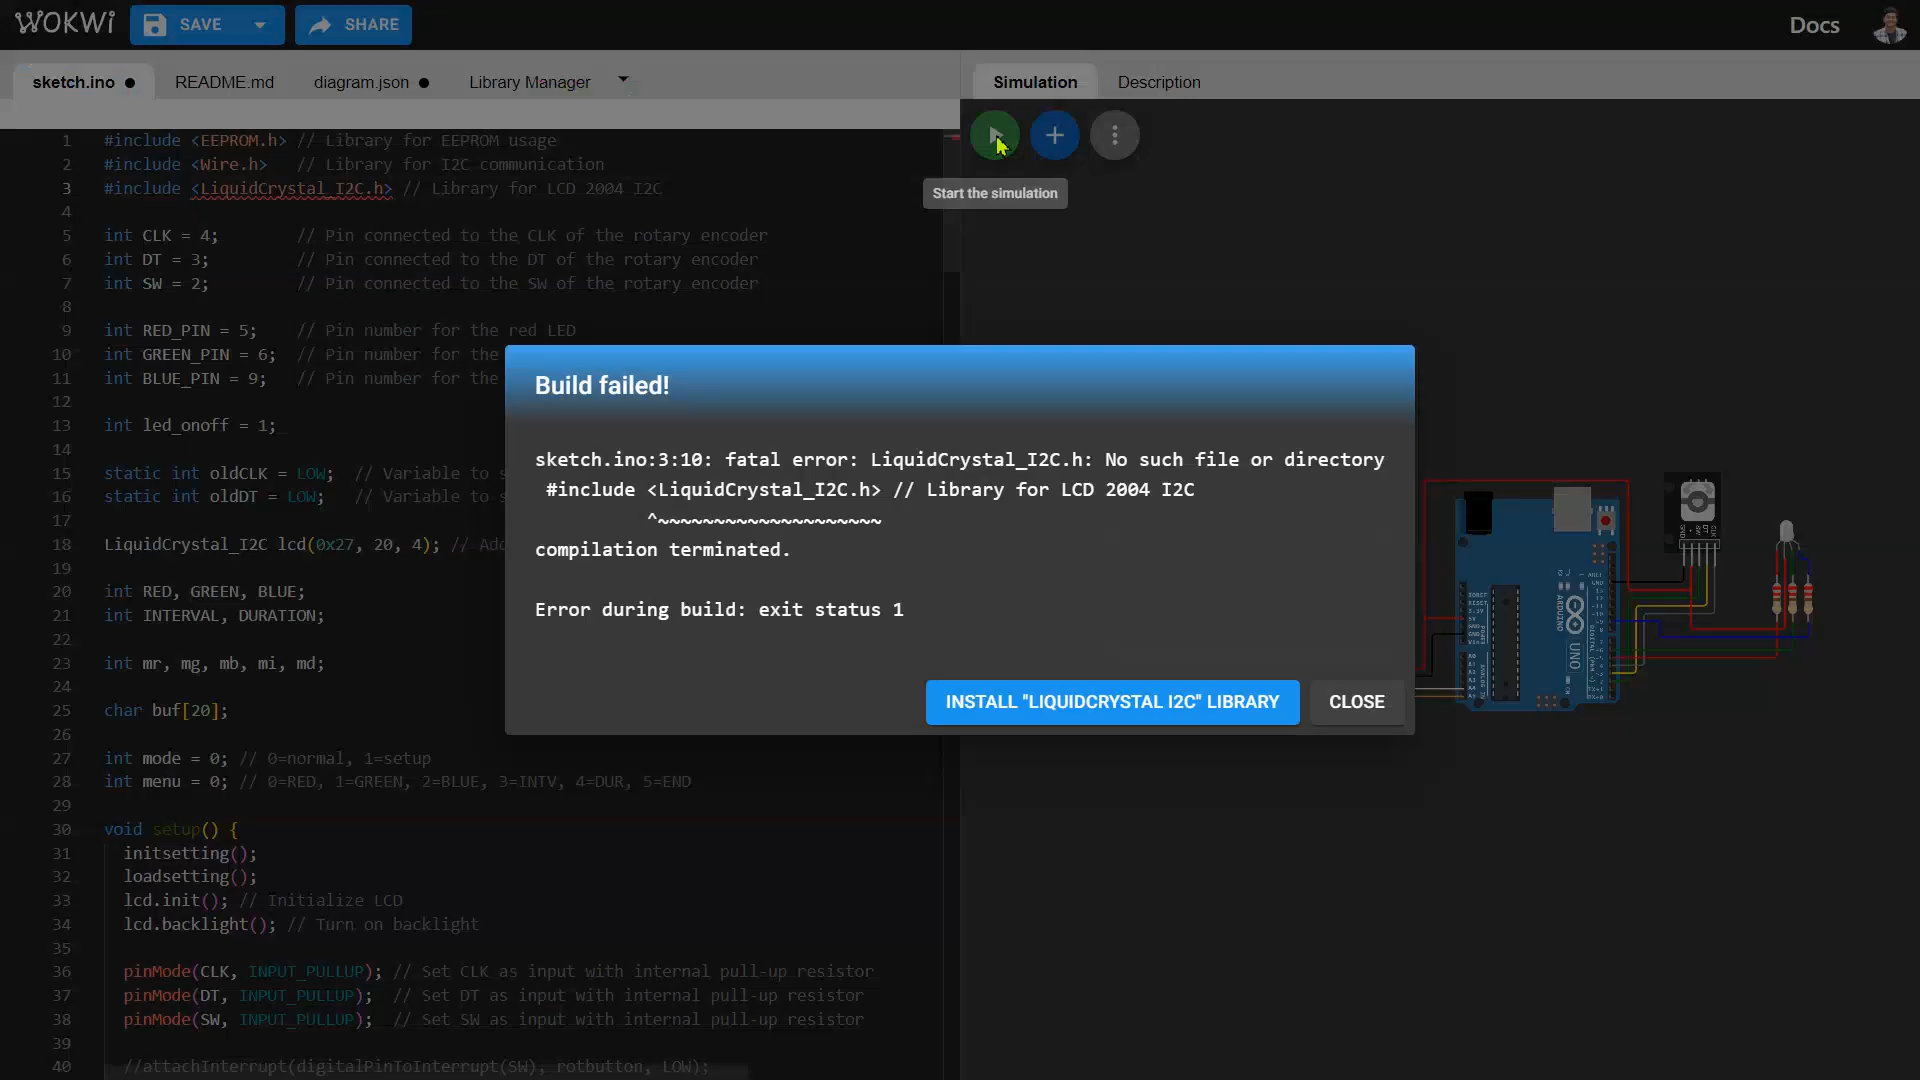 WOKWi
SAVE
SHARE
Docs
sketch.ino
README.md
diagram.json
Library Manager
Simulation
Description
Start the simulation
1 #include <EEPROM.h> // Library for EEPROM usage
2 #include <Wire.h> // Library for I2C communication
3 #include <LiquidCrystal_I2C.h> // Library for LCD 2004 I2C
4
5 int CLK = 4; // Pin connected to the CLK of the rotary encoder
6 int DT = 3; // Pin connected to the DT of the rotary encoder
7 int SW = 2; // Pin connected to the SW of the rotary encoder
8
9 int RED_PIN = 5; // Pin number for the red LED
10 int GREEN_PIN = 6; // Pin number for the
11 int BLUE_PIN = 9; // Pin number for the
12
13 int led_onoff = 1;
14
15 static int oldCLK = LOW; // Variable to s
16 static int oldDT = LOW; // Variable to s
17
18 LiquidCrystal_I2C lcd(0x27, 20, 4); // Add
19
20 int RED, GREEN, BLUE;
21 int INTERVAL, DURATION;
22
23 int mr, mg, mb, mi, md;
24
25 char buf[20];
26
27 int mode = 0; // 0=normal, 1=setup
28 int menu = 0; // 0=RED, 1=GREEN, 2=BLUE, 3=INTV, 4=DUR, 5=END
29
30 void setup() {
31 initsetting();
32 loadsetting();
33 lcd.init(); // Initialize LCD
34 lcd.backlight(); // Turn on backlight
35
36 pinMode(CLK, INPUT_PULLUP); // Set CLK as input with internal pull-up resistor
37 pinMode(DT, INPUT_PULLUP); // Set DT as input with internal pull-up resistor
38 pinMode(SW, INPUT_PULLUP); // Set SW as input with internal pull-up resistor
39
40 //attachInterrupt(digitalPinToInterrupt(SW), rotbutton, LOW);
Build failed!
sketch.ino:3:10: fatal error: LiquidCrystal_I2C.h: No such file or directory
#include <LiquidCrystal_I2C.h> // Library for LCD 2004 I2C
^~~~~~~~~~~~~~~~~~~~~
compilation terminated.
Error during build: exit status 1
INSTALL "LIQUIDCRYSTAL I2C" LIBRARY
CLOSE
ARDUINO
UNO